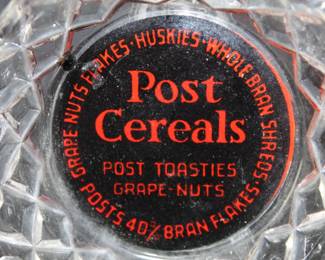 GRAPE NUTS FLAKES · HUSKIES · WHOLE BRAN SHREDS ·
Post
Cereals
POST TOASTIES
GRAPE-NUTS
POSTS 40% BRAN FLAKES ·